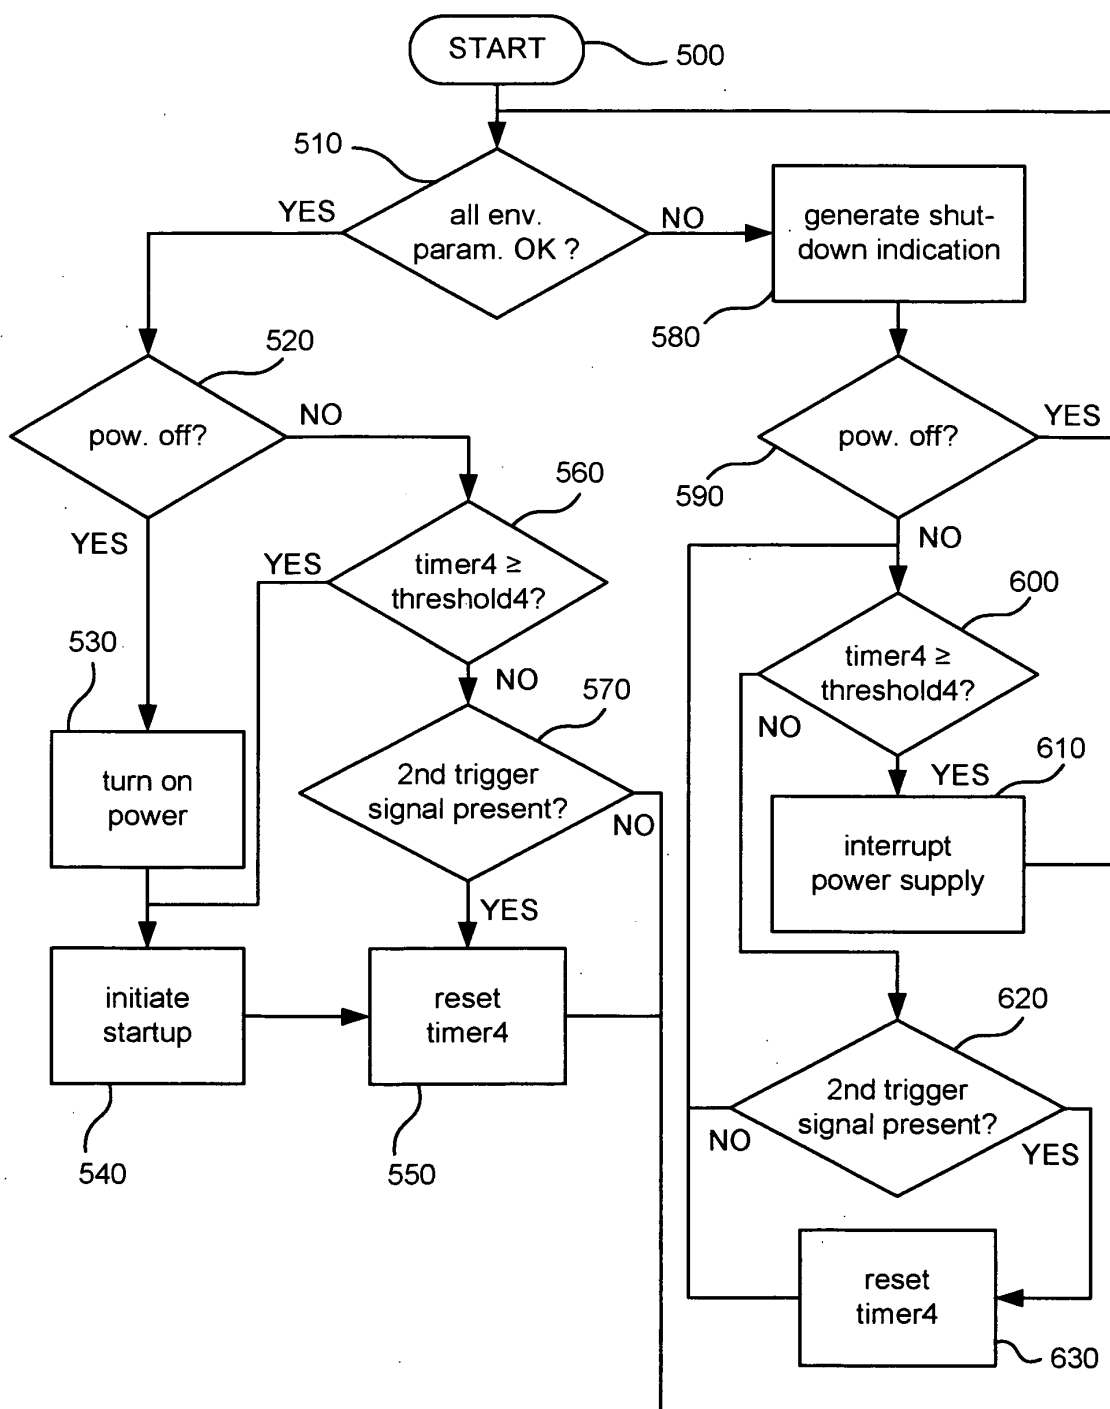 START
500
510
YES
all env.
param. OK ?
NO
generate shut-
down indication
580
520
pow. off?
NO
YES
pow. off?
YES
590
NO
560
YES
timer4 ≥
threshold4?
NO
600
timer4 ≥
threshold4?
NO
YES
530
turn on
power
570
2nd trigger
signal present?
NO
YES
610
interrupt
power supply
initiate
startup
540
reset
timer4
550
620
2nd trigger
signal present?
NO
YES
reset
timer4
630